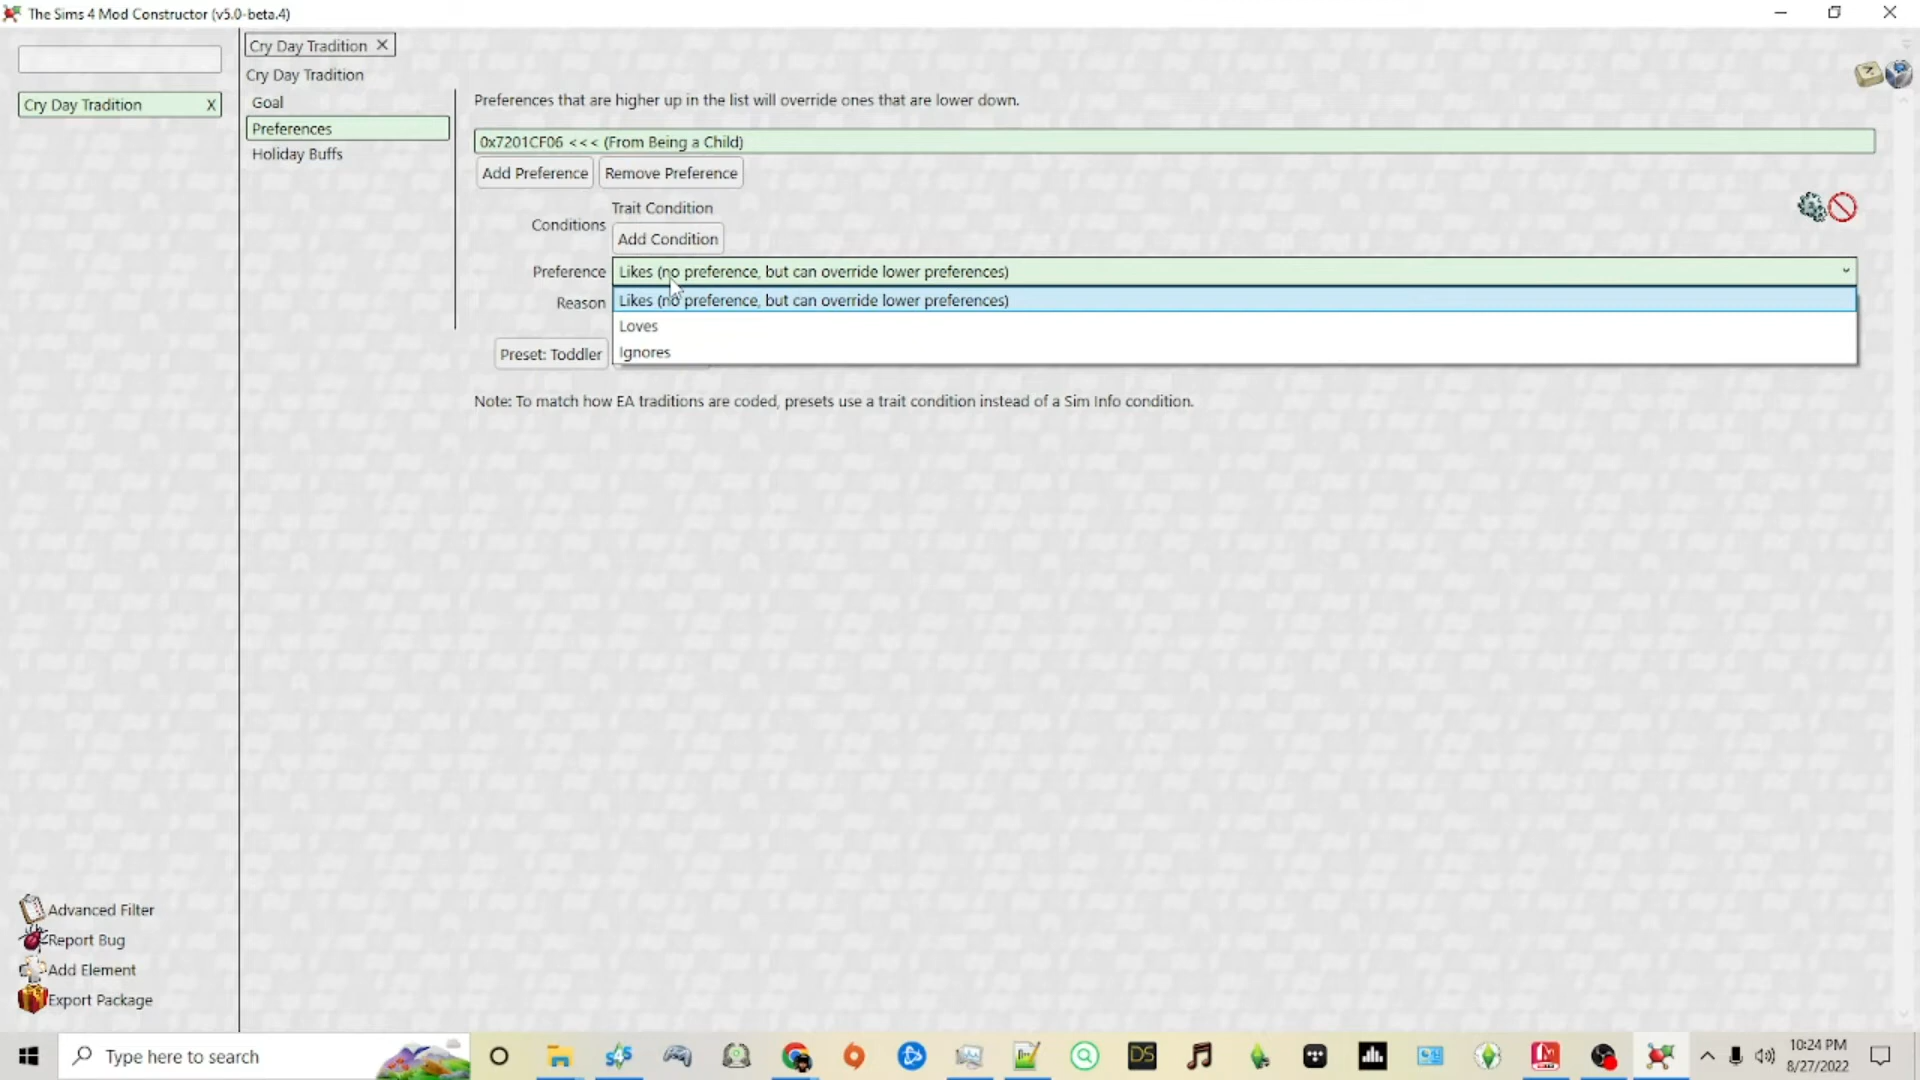 The Sims 4 Mod Constructor (v5.0-beta.4)
Cry Day Tradition
Cry Day Tradition
Cry Day Tradition X
Goal
Preferences
Holiday Buffs
Preferences that are higher up in the list will override ones that are lower down.
0x7201CF06 <<< (From Being a Child)
Add Preference Remove Preference
Trait Condition
Conditions
Add Condition
Preference Likes (no preference, but can override lower preferences)
Reason Likes (no preference, but can override lower preferences)
Loves
Preset: Toddler Ignores
Note: To match how EA traditions are coded, presets use a trait condition instead of a Sim Info condition.
Advanced Filter
Report Bug
Add Element
Export Package
Type here to search
DS
10:24 PM
8/27/2022